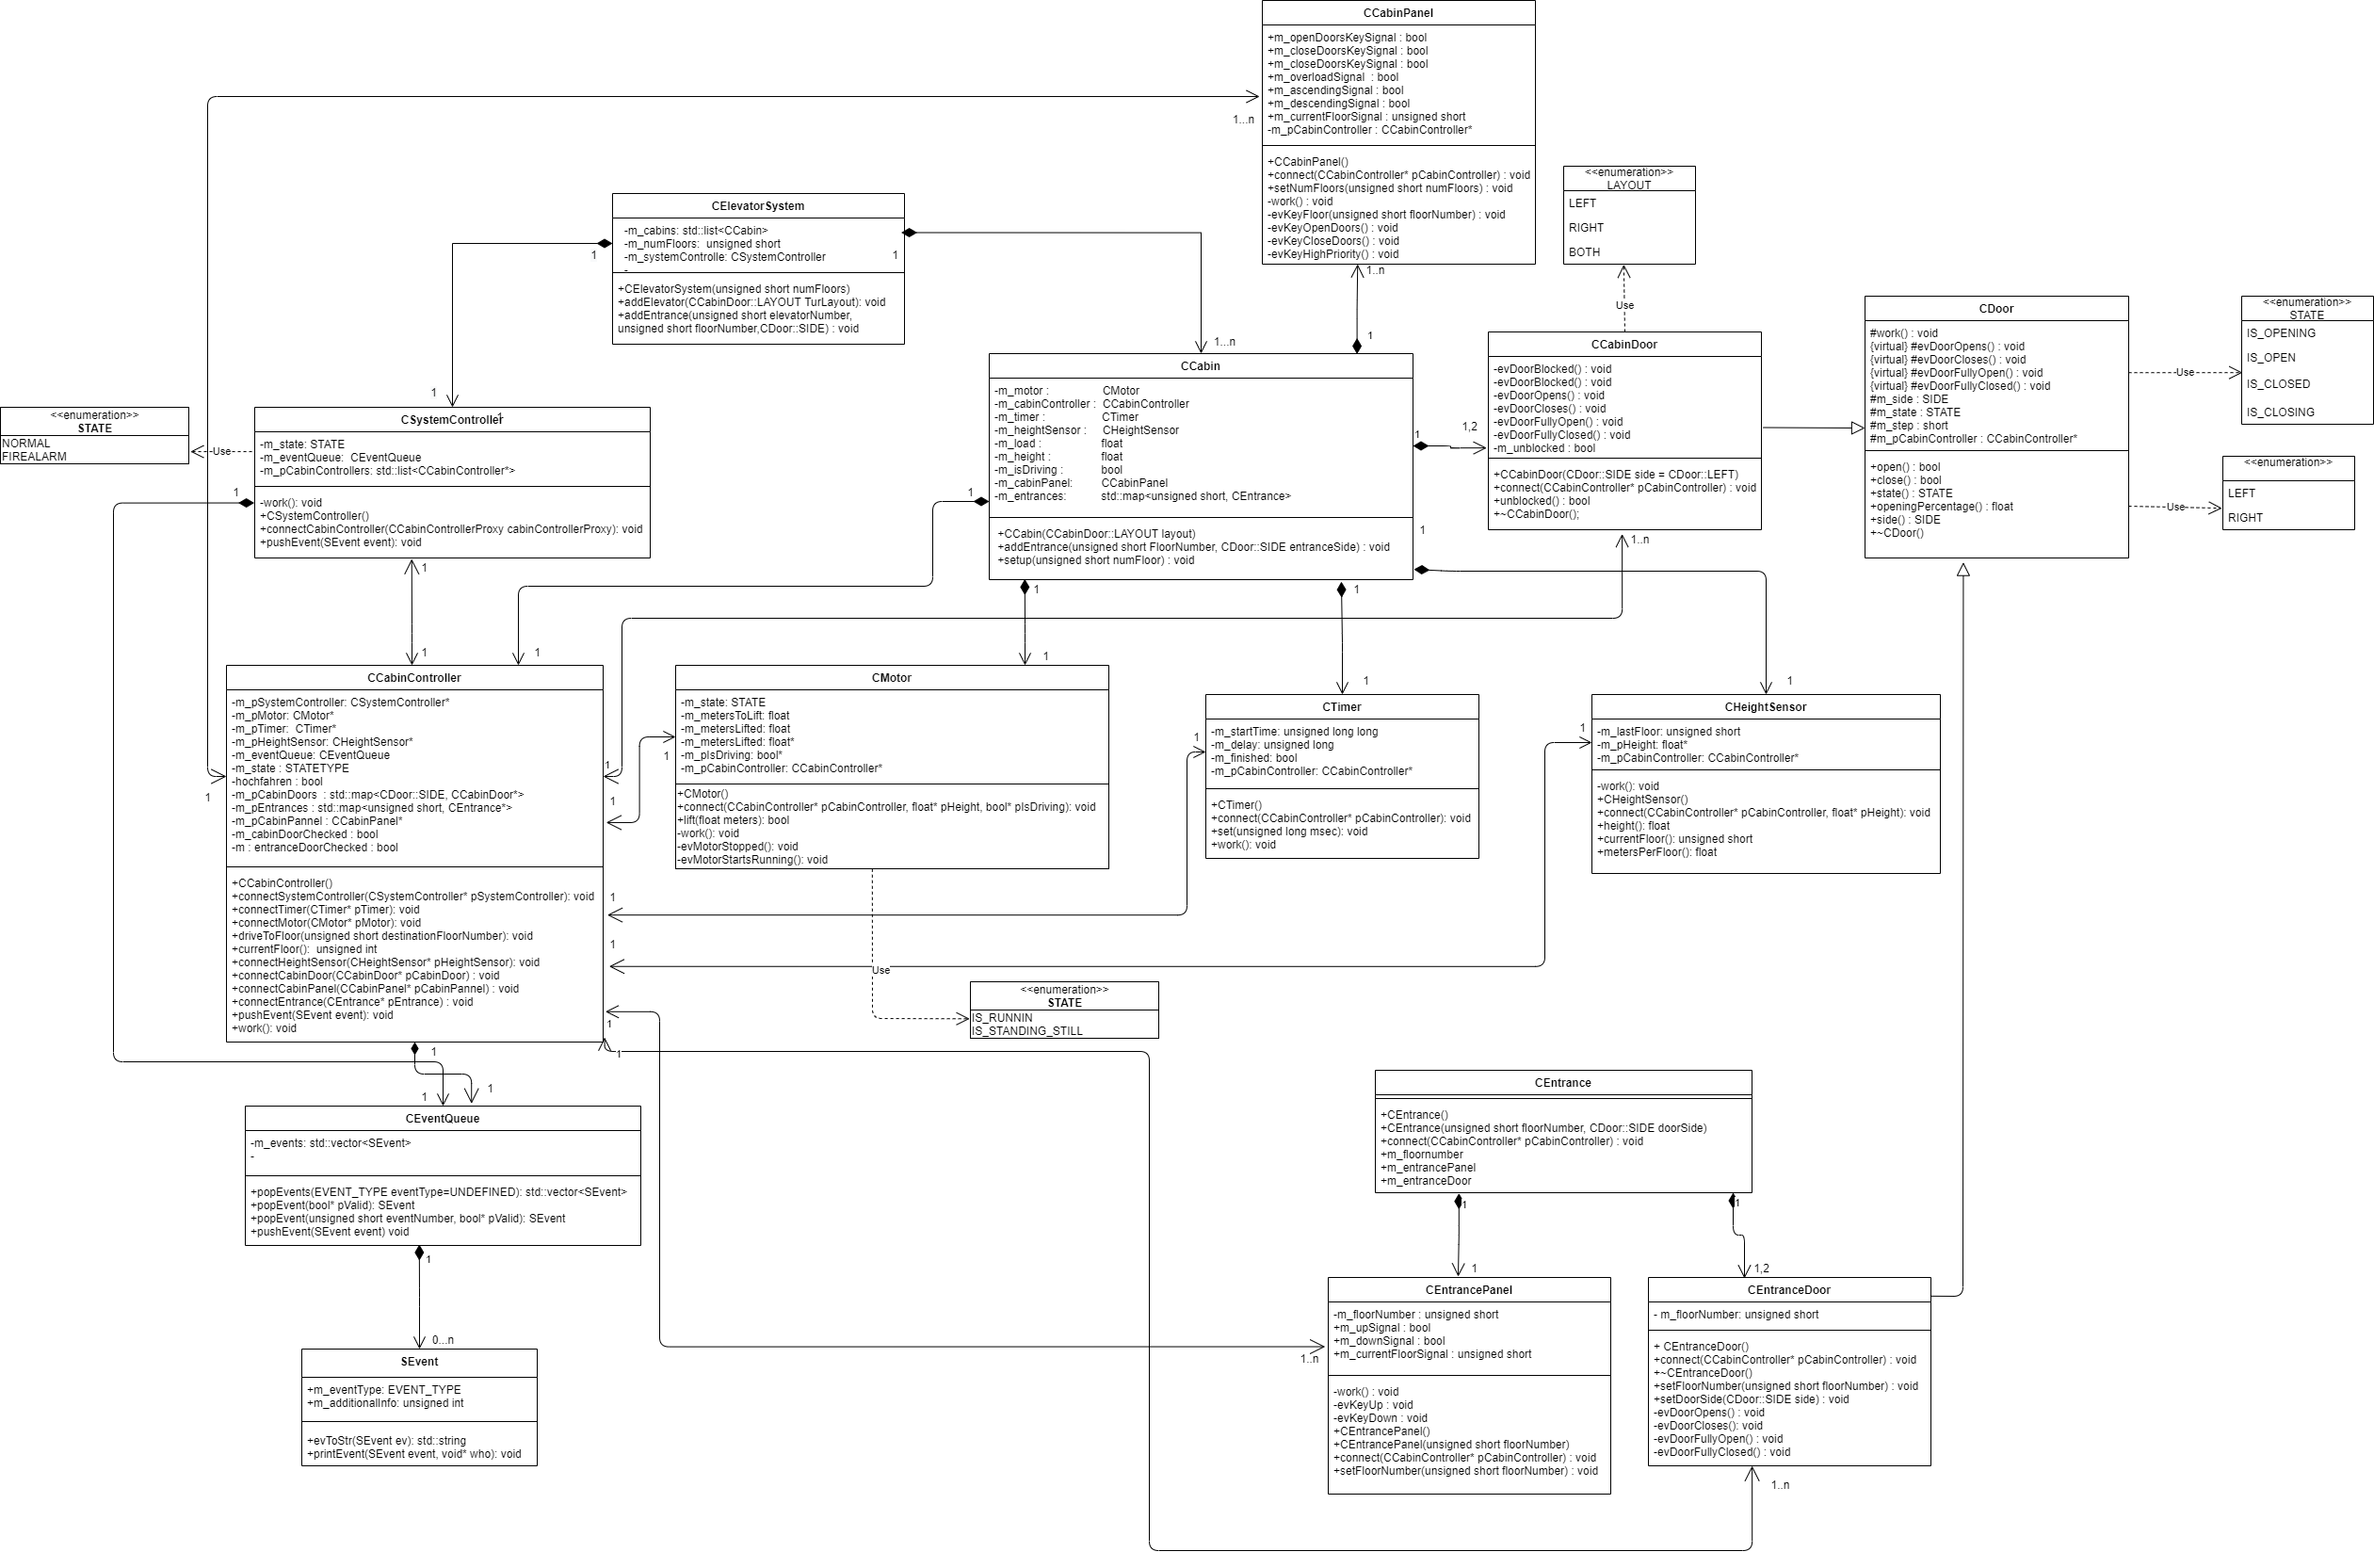 CCabinPanel
+m_openDoorsKeySignal : bool
+m_closeDoorsKeySignal : bool
+m_closeDoorsKeySignal : bool
+m_overloadSignal  : bool
+m_ascendingSignal : bool
+m_descendingSignal : bool
+m_currentFloorSignal : unsigned short
-m_pCabinController : CCabinController*
+CCabinPanel()
+connect(CCabinController* pCabinController) : void
+setNumFloors(unsigned short numFloors) : void
-work() : void
-evKeyFloor(unsigned short floorNumber) : void
-evKeyOpenDoors() : void
-evKeyCloseDoors() : void
-evKeyHighPriority() : void
1...n
1..n
1
<<enumeration>>
LAYOUT
LEFT
RIGHT
BOTH
Use
CElevatorSystem
-m_cabins: std::list<CCabin>
-m_numFloors:  unsigned short
-m_systemControlle: CSystemController
-
+CElevatorSystem(unsigned short numFloors)
+addElevator(CCabinDoor::LAYOUT TurLayout): void
+addEntrance(unsigned short elevatorNumber,
unsigned short floorNumber,CDoor::SIDE) : void
1
1
1
1...n
CDoor
#work() : void
{virtual} #evDoorOpens() : void
{virtual} #evDoorCloses() : void
{virtual} #evDoorFullyOpen() : void
{virtual} #evDoorFullyClosed() : void
#m_side : SIDE
#m_state : STATE
#m_step : short
#m_pCabinController : CCabinController*
+open() : bool
+close() : bool
+state() : STATE
+openingPercentage() : float
+side() : SIDE
+~CDoor()
Use
Use
<<enumeration>>
STATE
IS_OPENING
IS_OPEN
IS_CLOSED
IS_CLOSING
<<enumeration>>
LEFT
RIGHT
CCabinDoor
-evDoorBlocked() : void
-evDoorBlocked() : void
-evDoorOpens() : void
-evDoorCloses() : void
-evDoorFullyOpen() : void
-evDoorFullyClosed() : void
-m_unblocked : bool
+CCabinDoor(CDoor::SIDE side = CDoor::LEFT)
+connect(CCabinController* pCabinController) : void
+unblocked() : bool
+~CCabinDoor();
1,2
1
1..n
CCabin
-m_motor :                 CMotor
-m_cabinController :  CCabinController
-m_timer :                 CTimer
-m_heightSensor :     CHeightSensor
-m_load :                  float
-m_height :               float
-m_isDriving :            bool
-m_cabinPanel:         CCabinPanel
-m_entrances:          std::map<unsigned short, CEntrance>
+CCabin(CCabinDoor::LAYOUT layout)
+addEntrance(unsigned short FloorNumber, CDoor::SIDE entranceSide) : void
+setup(unsigned short numFloor) : void
1
1
1
1
<<enumeration>>
STATE
NORMAL
FIREALARM
Use
CSystemController
1
-m_state: STATE
-m_eventQueue:  CEventQueue
-m_pCabinControllers: std::list<CCabinController*>
-work(): void
+CSystemController()
+connectCabinController(CCabinControllerProxy cabinControllerProxy): void
+pushEvent(SEvent event): void
1
1
1
1
1
1
1
CCabinController
-m_pSystemController: CSystemController*
-m_pMotor: CMotor*
-m_pTimer:  CTimer*
-m_pHeightSensor: CHeightSensor*
-m_eventQueue: CEventQueue
-m_state : STATETYPE
-hochfahren : bool
-m_pCabinDoors  : std::map<CDoor::SIDE, CCabinDoor*>
-m_pEntrances : std::map<unsigned short, CEntrance*>
-m_pCabinPannel : CCabinPanel*
-m_cabinDoorChecked : bool
-m : entranceDoorChecked : bool
+CCabinController()
+connectSystemController(CSystemController* pSystemController): void
+connectTimer(CTimer* pTimer): void
+connectMotor(CMotor* pMotor): void
+driveToFloor(unsigned short destinationFloorNumber): void
+currentFloor():  unsigned int
+connectHeightSensor(CHeightSensor* pHeightSensor): void
+connectCabinDoor(CCabinDoor* pCabinDoor) : void
+connectCabinPanel(CCabinPanel* pCabinPannel) : void
+connectEntrance(CEntrance* pEntrance) : void
+pushEvent(SEvent event): void
+work(): void
1
1
1
1
1
1
1
1
CMotor
-m_state: STATE
-m_metersToLift: float
-m_metersLifted: float
-m_metersLifted: float*
-m_pIsDriving: bool*
-m_pCabinController: CCabinController*
+CMotor()
+connect(CCabinController* pCabinController, float* pHeight, bool* pIsDriving): void
+lift(float meters): bool
-work(): void
-evMotorStopped(): void
-evMotorStartsRunning(): void
1
Use
<<enumeration>>
STATE
IS_RUNNIN
IS_STANDING_STILL
CTimer
-m_startTime: unsigned long long
-m_delay: unsigned long
-m_finished: bool
-m_pCabinController: CCabinController*
+CTimer()
+connect(CCabinController* pCabinController): void
+set(unsigned long msec): void
+work(): void
1
1
CHeightSensor
-m_lastFloor: unsigned short
-m_pHeight: float*
-m_pCabinController: CCabinController*
-work(): void
+CHeightSensor()
+connect(CCabinController* pCabinController, float* pHeight): void
+height(): float
+currentFloor(): unsigned short
+metersPerFloor(): float
1
1
1
1
CEventQueue
-m_events: std::vector<SEvent>
-
+popEvents(EVENT_TYPE eventType=UNDEFINED): std::vector<SEvent>
+popEvent(bool* pValid): SEvent
+popEvent(unsigned short eventNumber, bool* pValid): SEvent
+pushEvent(SEvent event) void
1
0...n
SEvent
+m_eventType: EVENT_TYPE
+m_additionalInfo: unsigned int
+evToStr(SEvent ev): std::string
+printEvent(SEvent event, void* who): void
CEntrance
+CEntrance()
+CEntrance(unsigned short floorNumber, CDoor::SIDE doorSide)
+connect(CCabinController* pCabinController) : void
+m_floornumber
+m_entrancePanel
+m_entranceDoor
1
1
1
1,2
CEntrancePanel
-m_floorNumber : unsigned short
+m_upSignal : bool
+m_downSignal : bool
+m_currentFloorSignal : unsigned short
-work() : void
-evKeyUp : void
-evKeyDown : void
+CEntrancePanel()
+CEntrancePanel(unsigned short floorNumber)
+connect(CCabinController* pCabinController) : void
+setFloorNumber(unsigned short floorNumber) : void
1..n
CEntranceDoor
- m_floorNumber: unsigned short
+ CEntranceDoor()
+connect(CCabinController* pCabinController) : void
+~CEntranceDoor()
+setFloorNumber(unsigned short floorNumber) : void
+setDoorSide(CDoor::SIDE side) : void
-evDoorOpens() : void
-evDoorCloses(): void
-evDoorFullyOpen() : void
-evDoorFullyClosed() : void
1..n